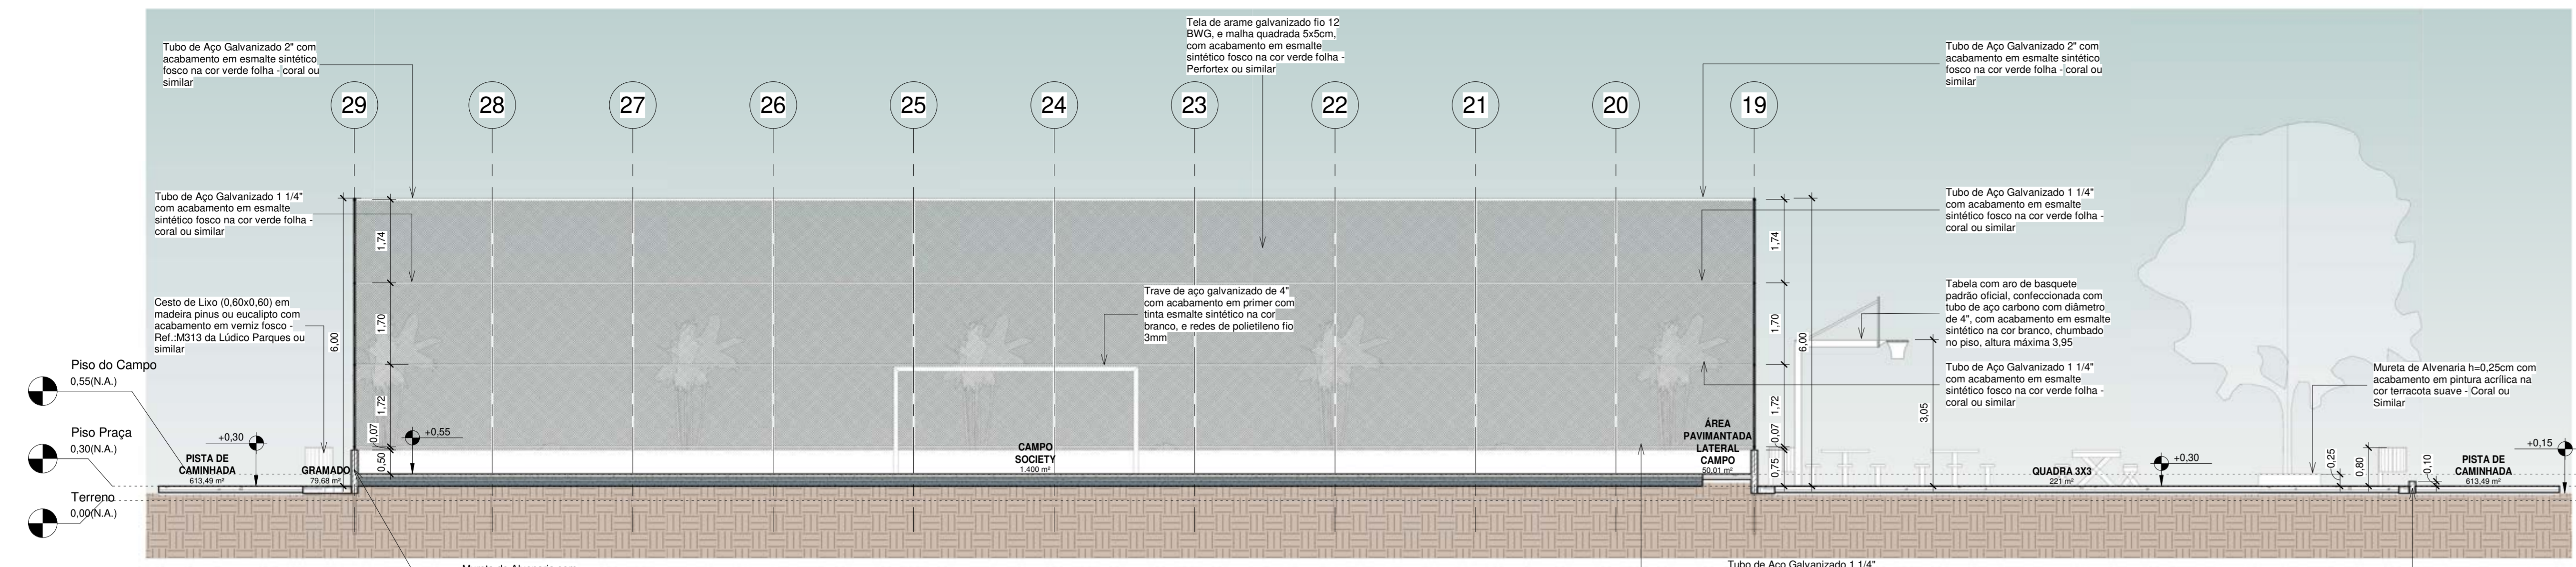 Tubo de Aço Galvanizado 2" com
acabamento em esmalte sintético
fosco na cor verde folha - coral ou
similar
Tela de arame galvanizado fio 12
BWG, e malha quadrada 5x5cm,
com acabamento em esmalte
sintético fosco na cor verde folha -
Perfortex ou similar
Tubo de Aço Galvanizado 2" com
acabamento em esmalte sintético
fosco na cor verde folha - coral ou
similar
29
28
27
26
25
24
23
22
21
20
19
Tubo de Aço Galvanizado 1 1/4"
com acabamento em esmalte
sintético fosco na cor verde folha -
coral ou similar
Tubo de Aço Galvanizado 1 1/4"
com acabamento em esmalte
sintético fosco na cor verde folha -
coral ou similar
1,74
1,70
1,72
0,07
0,50
6,00
1,74
1,70
1,72
0,07
0,75
6,00
Cesto de Lixo (0,60x0,60) em
madeira pinus ou eucalipto com
acabamento em verniz fosco -
Ref.:M313 da Lúdico Parques ou
similar
Trave de aço galvanizado de 4"
com acabamento em primer com
tinta esmalte sintético na cor
branco, e redes de polietileno fio
3mm
Tabela com aro de basquete
padrão oficial, confeccionada com
tubo de aço carbono com diâmetro
de 4", com acabamento em esmalte
sintético na cor branco, chumbado
no piso, altura máxima 3,95
Tubo de Aço Galvanizado 1 1/4"
com acabamento em esmalte
sintético fosco na cor verde folha -
coral ou similar
3,05
Mureta de Alvenaria h=0,25cm com
acabamento em pintura acrílica na
cor terracota suave - Coral ou
Similar
Piso do Campo
0,55(N.A.)
Piso Praça
0,30(N.A.)
Terreno
0,00(N.A.)
+0,30
PISTA DE
CAMINHADA
613,49 m²
GRAMADO
79,68 m²
+0,55
CAMPO
SOCIETY
1.400 m²
ÁREA
PAVIMANTADA
LATERAL
CAMPO
50,01 m²
QUADRA 3X3
221 m²
+0,30
0,25
0,80
0,10
PISTA DE
CAMINHADA
613,49 m²
+0,15
Tubo de Aço Galvanizado 1 1/4"